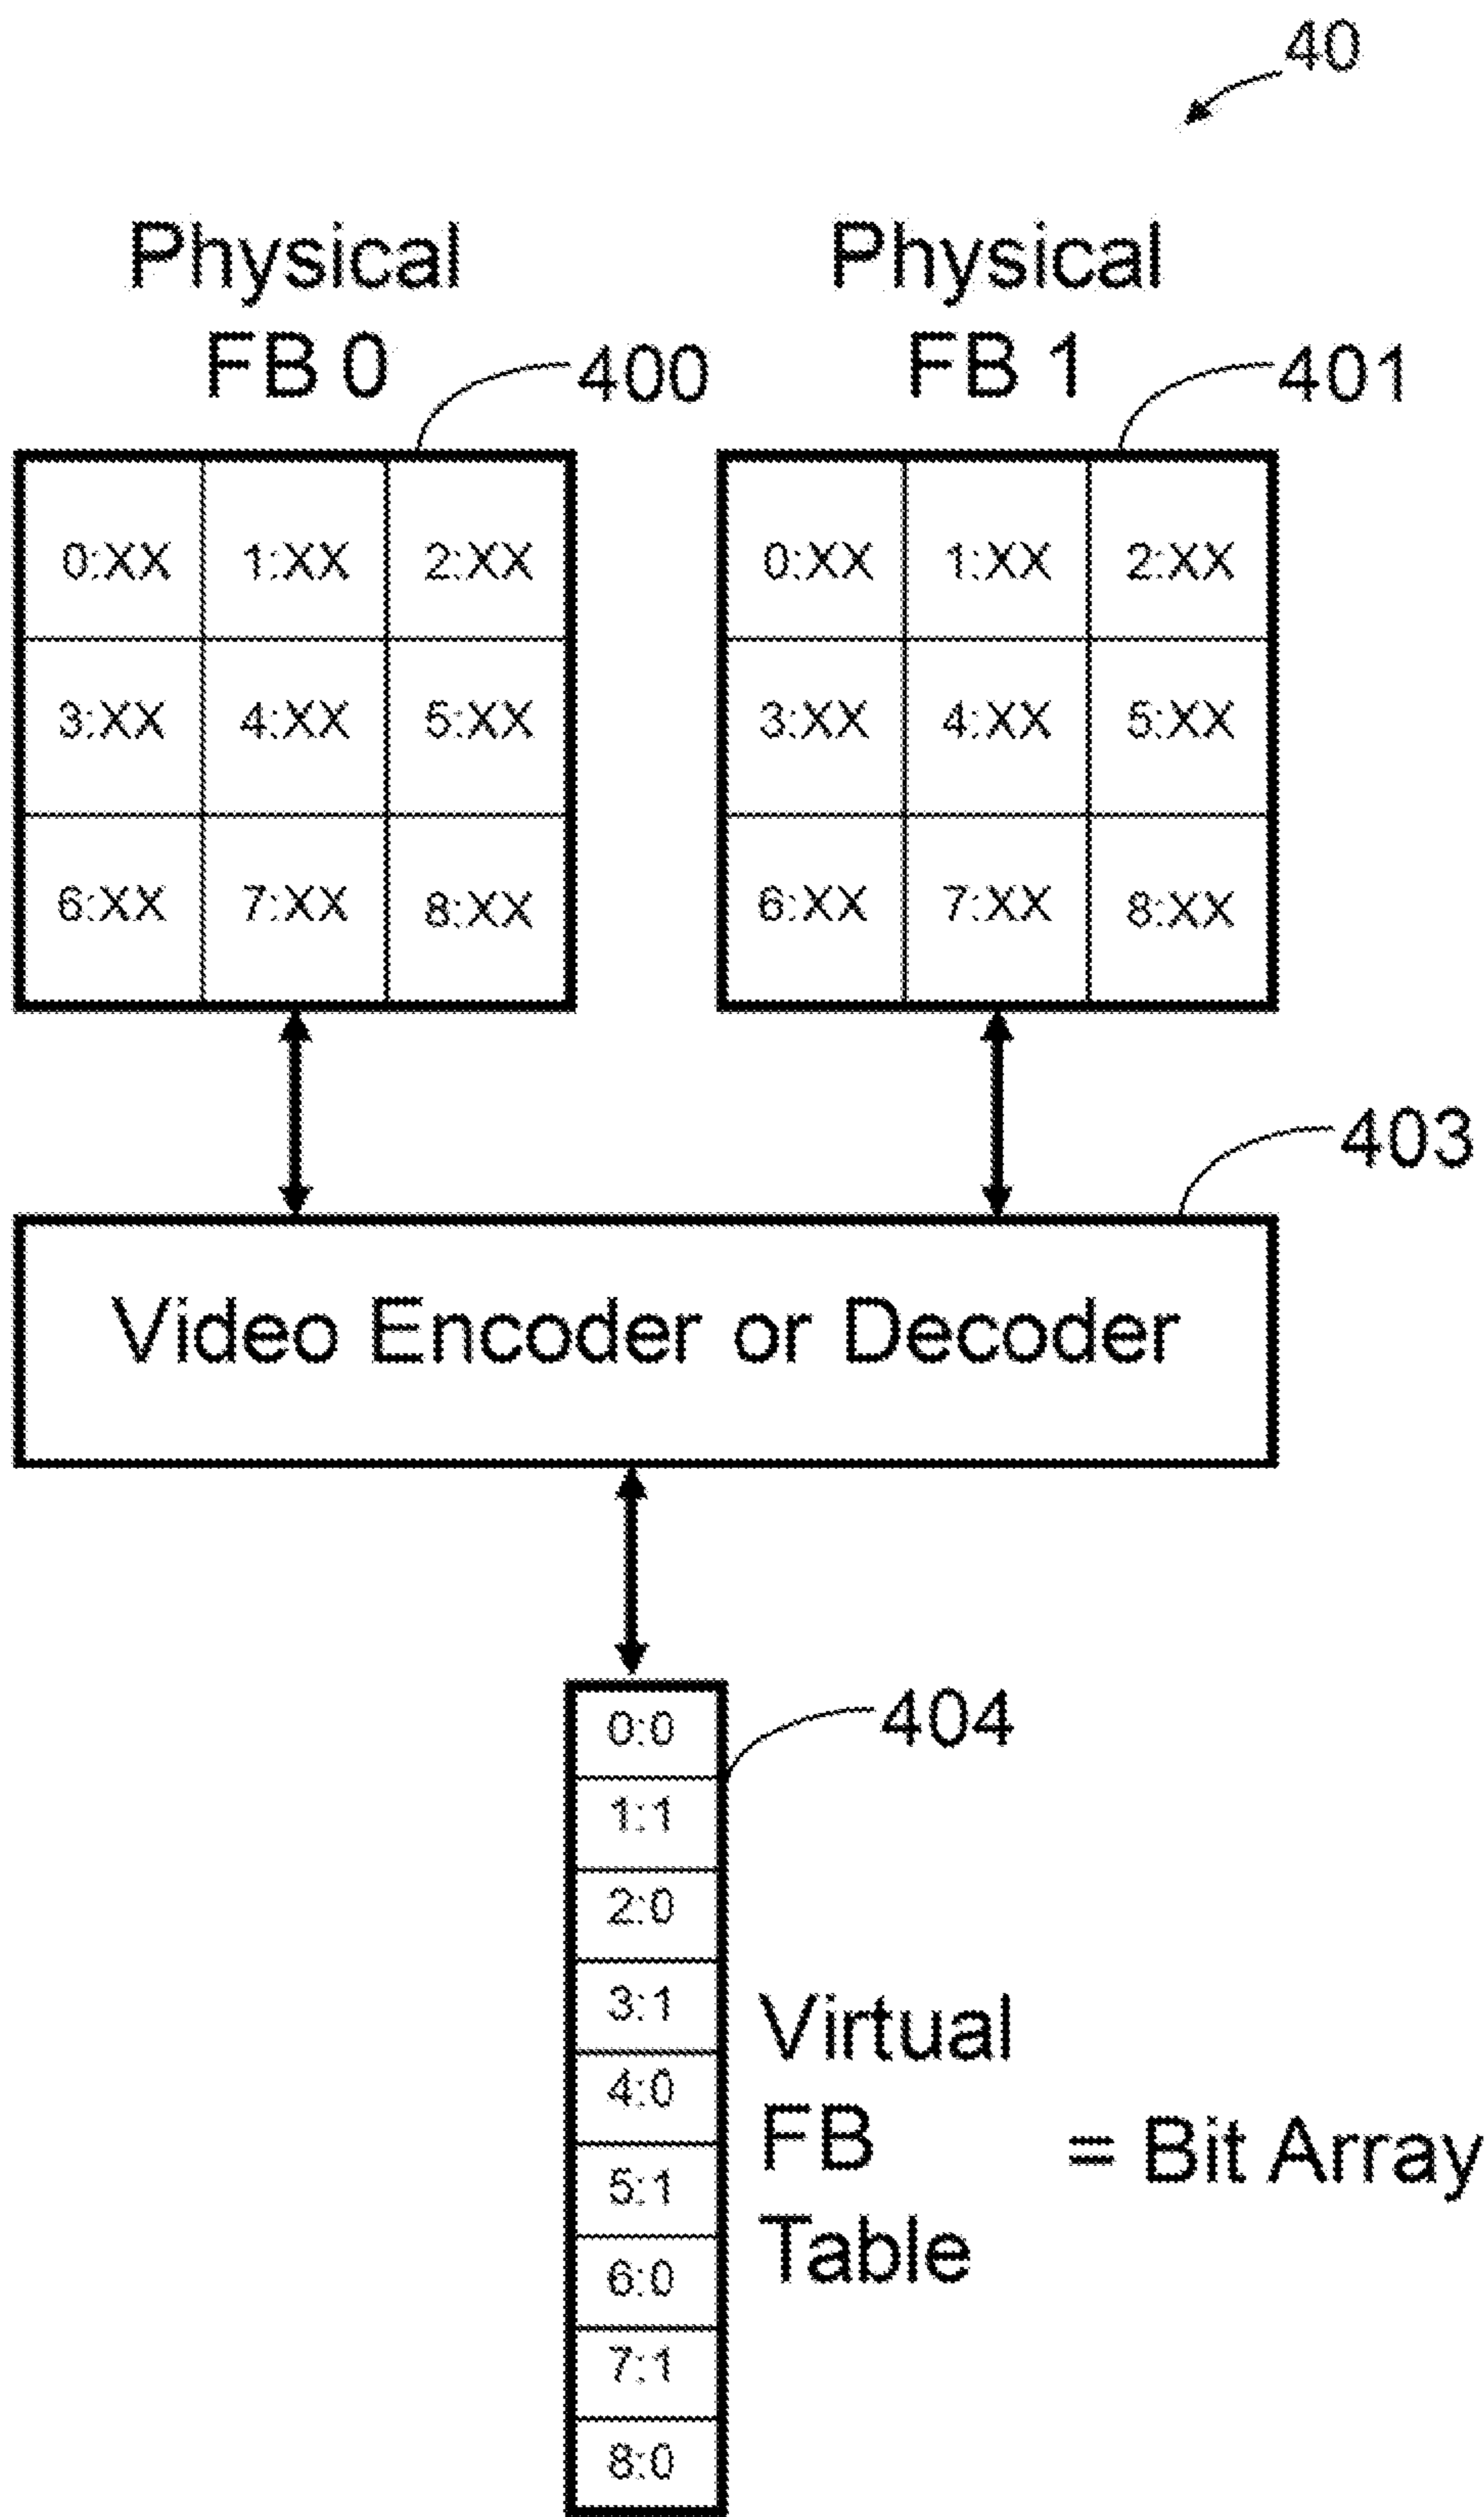 40
Physical
FB 0
400
Physical
FB 1
401
0:XX 1:XX 2:XX
3:XX 4:XX 5:XX
6:XX 7:XX 8:XX
0:XX 1:XX 2:XX
3:XX 4:XX 5:XX
6:XX 7:XX 8:XX
403
Video Encoder or Decoder
404
0:0
1:1
2:0
3:1
4:0
5:1
6:0
7:1
8:0
Virtual
FB
Table
= Bit Array